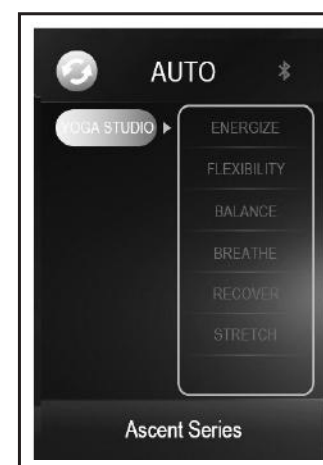 AUTO
YOGA STUDIO
ENERGIZE
FLEXIBILITY
BALANCE
BREATHE
RECOVER
STRETCH
Ascent Series